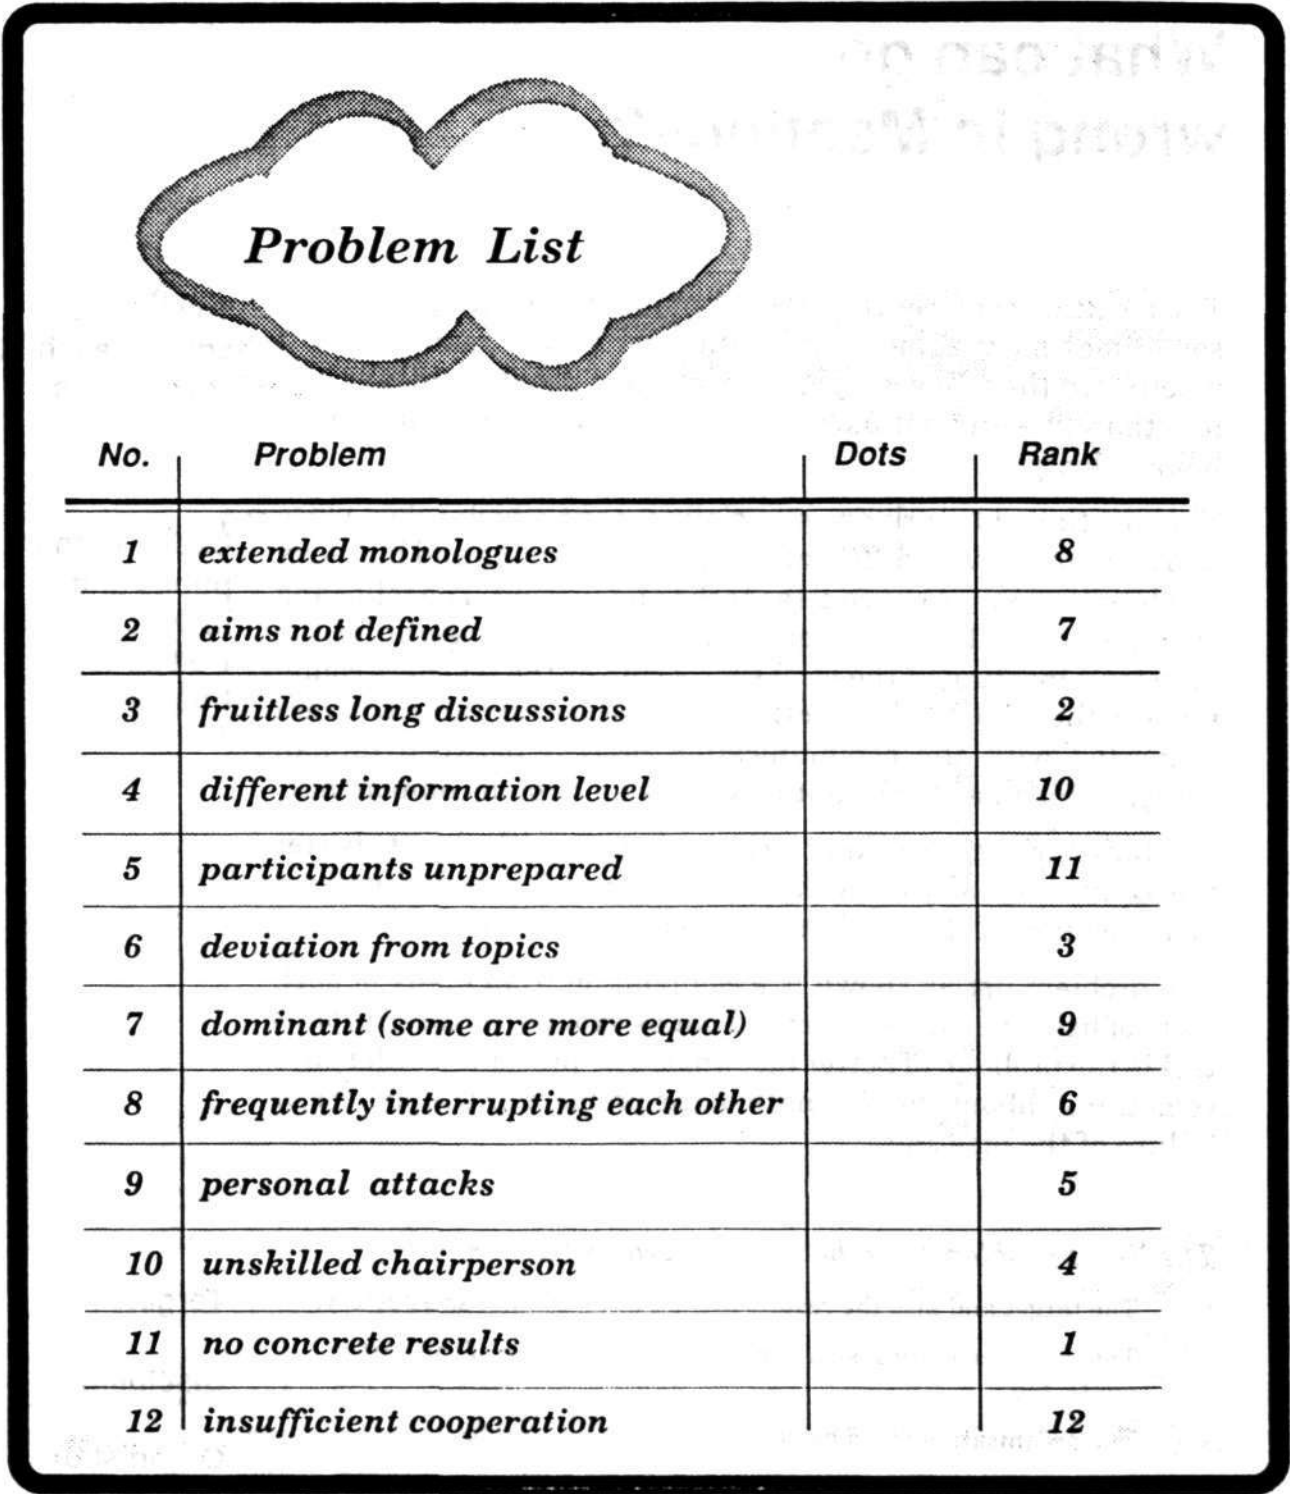 Problem List
No. Problem Dots Rank
1 extended monologues 8
2 aims not defined 7
3 fruitless long discussions 2
4 different information level 10
5 participants unprepared 11
6 deviation from topics 3
7 dominant (some are more equal) 9
8 frequently interrupting each other 6
9 personal attacks 5
10 unskilled chairperson 4
11 no concrete results 1
12 insufficient cooperation 12